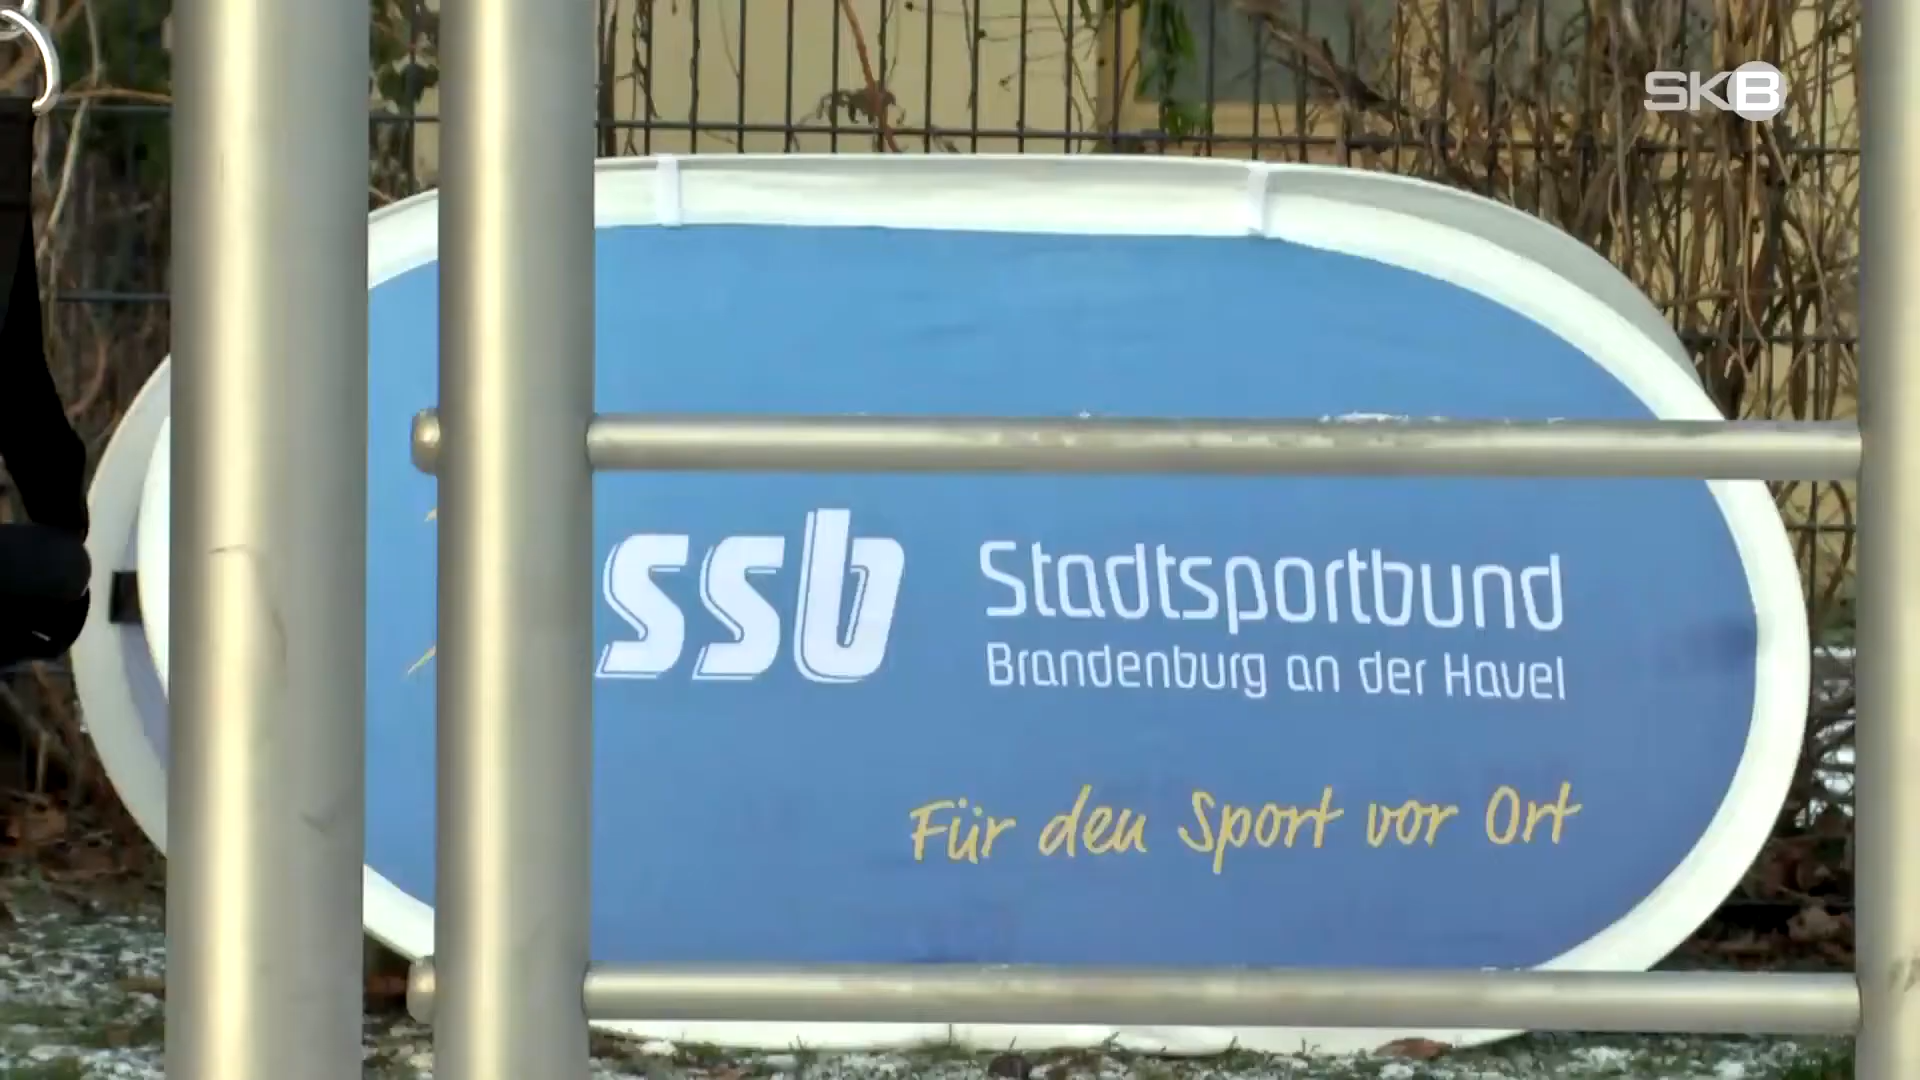 SKB
ssb
Stadtsportbund
Brandenburg an der Havel
Für den Sport vor Ort